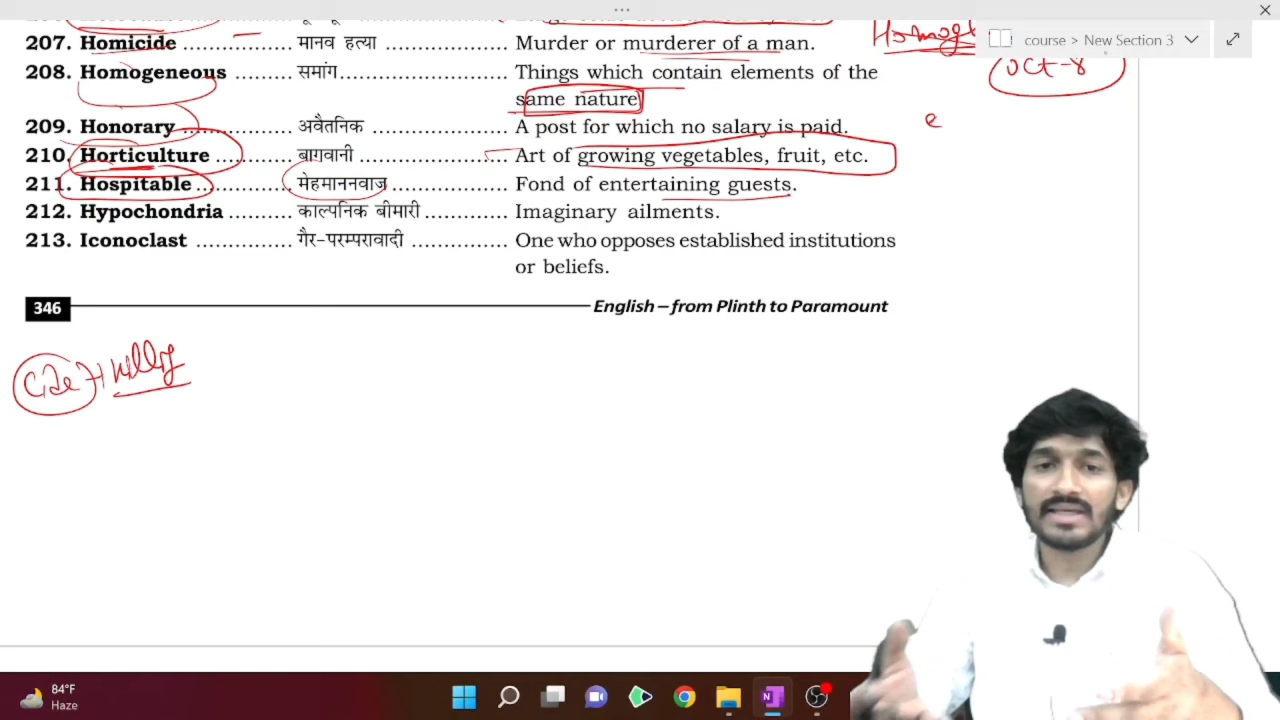 207. Homicide ................ मानव हत्या ..................... Murder or murderer of a man.
Homog
course > New Section 3
208. Homogeneous ......... समांग ............................. Things which contain elements of the
same nature
oct-8
209. Honorary ................... अवैतनिक ....................... A post for which no salary is paid.
e
210. Horticulture ............ बाग़वानी ......................... Art of growing vegetables, fruit, etc.
211. Hospitable ................ मेहमाननवाज ................... Fond of entertaining guests.
212. Hypochondria .......... काल्पनिक बीमारी ............. Imaginary ailments.
213. Iconoclast ................ गैर-परम्परावादी ................ One who opposes established institutions
or beliefs.
346 English – from Plinth to Paramount
84°F
Haze